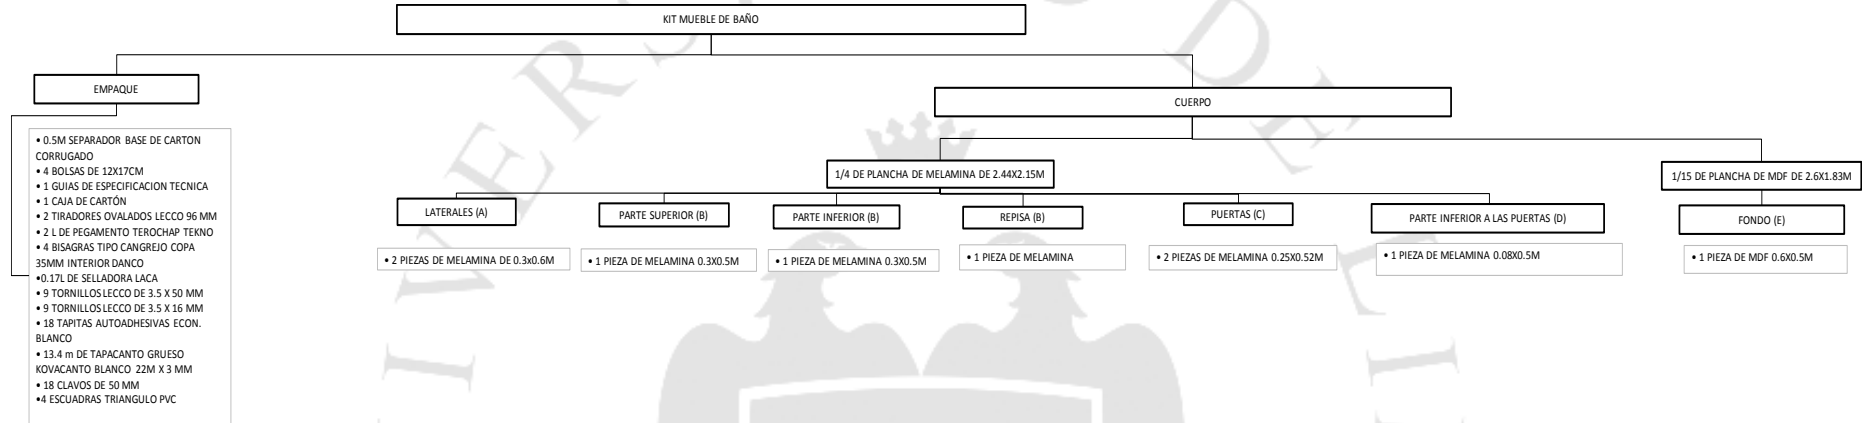 KIT MUEBLE DE BAÑO
EMPAQUE
CUERPO
• 0.5M SEPARADOR BASE DE CARTON
CORRUGADO
• 4 BOLSAS DE 12X17CM
• 1 GUIAS DE ESPECIFICACION TECNICA
• 1 CAJA DE CARTÓN
• 2 TIRADORES OVALADOS LECCO 96 MM
• 2 L DE PEGAMENTO TEROCHAP TEKNO
• 4 BISAGRAS TIPO CANGREJO COPA
35MM INTERIOR DANCO
•0.17L DE SELLADORA LACA
• 9 TORNILLOS LECCO DE 3.5 X 50 MM
• 9 TORNILLOS LECCO DE 3.5 X 16 MM
• 18 TAPITAS AUTOADHESIVAS ECON.
BLANCO
• 13.4 m DE TAPACANTO GRUESO
KOVACANTO BLANCO 22M X 3 MM
• 18 CLAVOS DE 50 MM
•4 ESCUADRAS TRIANGULO PVC
1/4 DE PLANCHA DE MELAMINA DE 2.44X2.15M
1/15 DE PLANCHA DE MDF DE 2.6X1.83M
LATERALES (A)
PARTE SUPERIOR (B)
PARTE INFERIOR (B)
REPISA (B)
PUERTAS (C)
PARTE INFERIOR A LAS PUERTAS (D)
FONDO (E)
• 2 PIEZAS DE MELAMINA DE 0.3x0.6M
• 1 PIEZA DE MELAMINA 0.3X0.5M
• 1 PIEZA DE MELAMINA 0.3X0.5M
• 1 PIEZA DE MELAMINA
• 2 PIEZAS DE MELAMINA 0.25X0.52M
• 1 PIEZA DE MELAMINA 0.08X0.5M
• 1 PIEZA DE MDF 0.6X0.5M